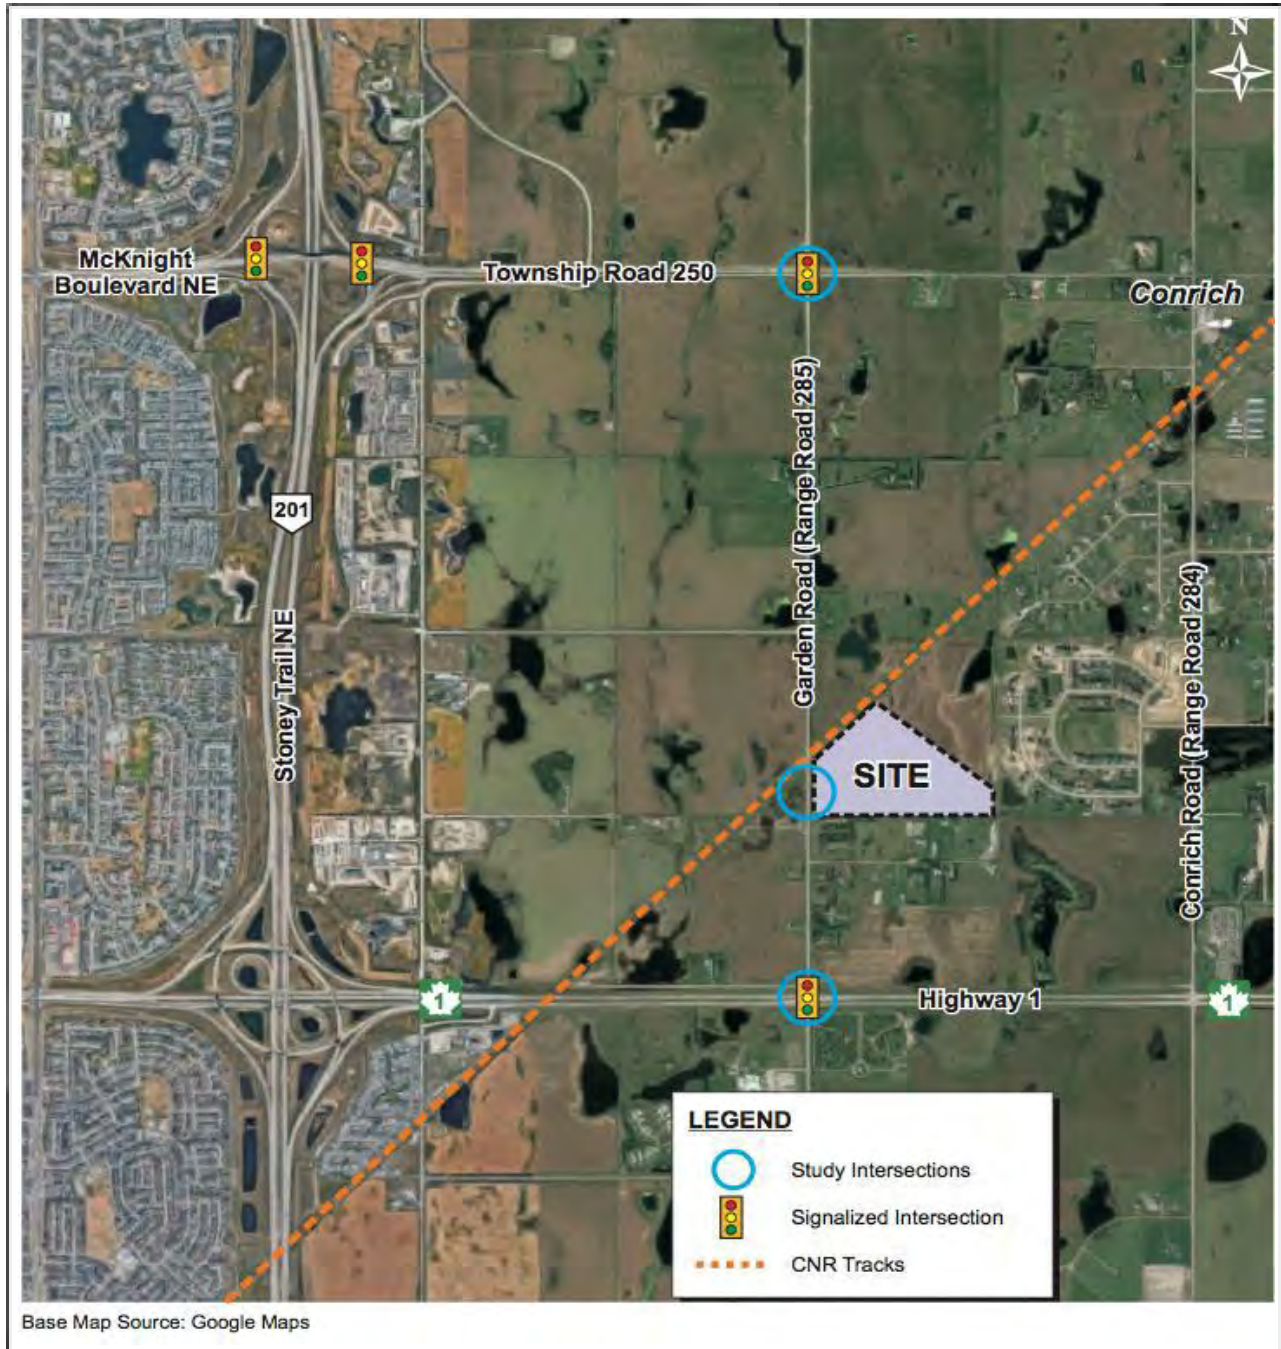 N
McKnight
Boulevard NE
Township Road 250
Conrich
Garden Road (Range Road 285)
201
Stoney Trail NE
Conrich Road (Range Road 284)
SITE
1
Highway 1
1
LEGEND
Study Intersections
Signalized Intersection
CNR Tracks
Base Map Source: Google Maps